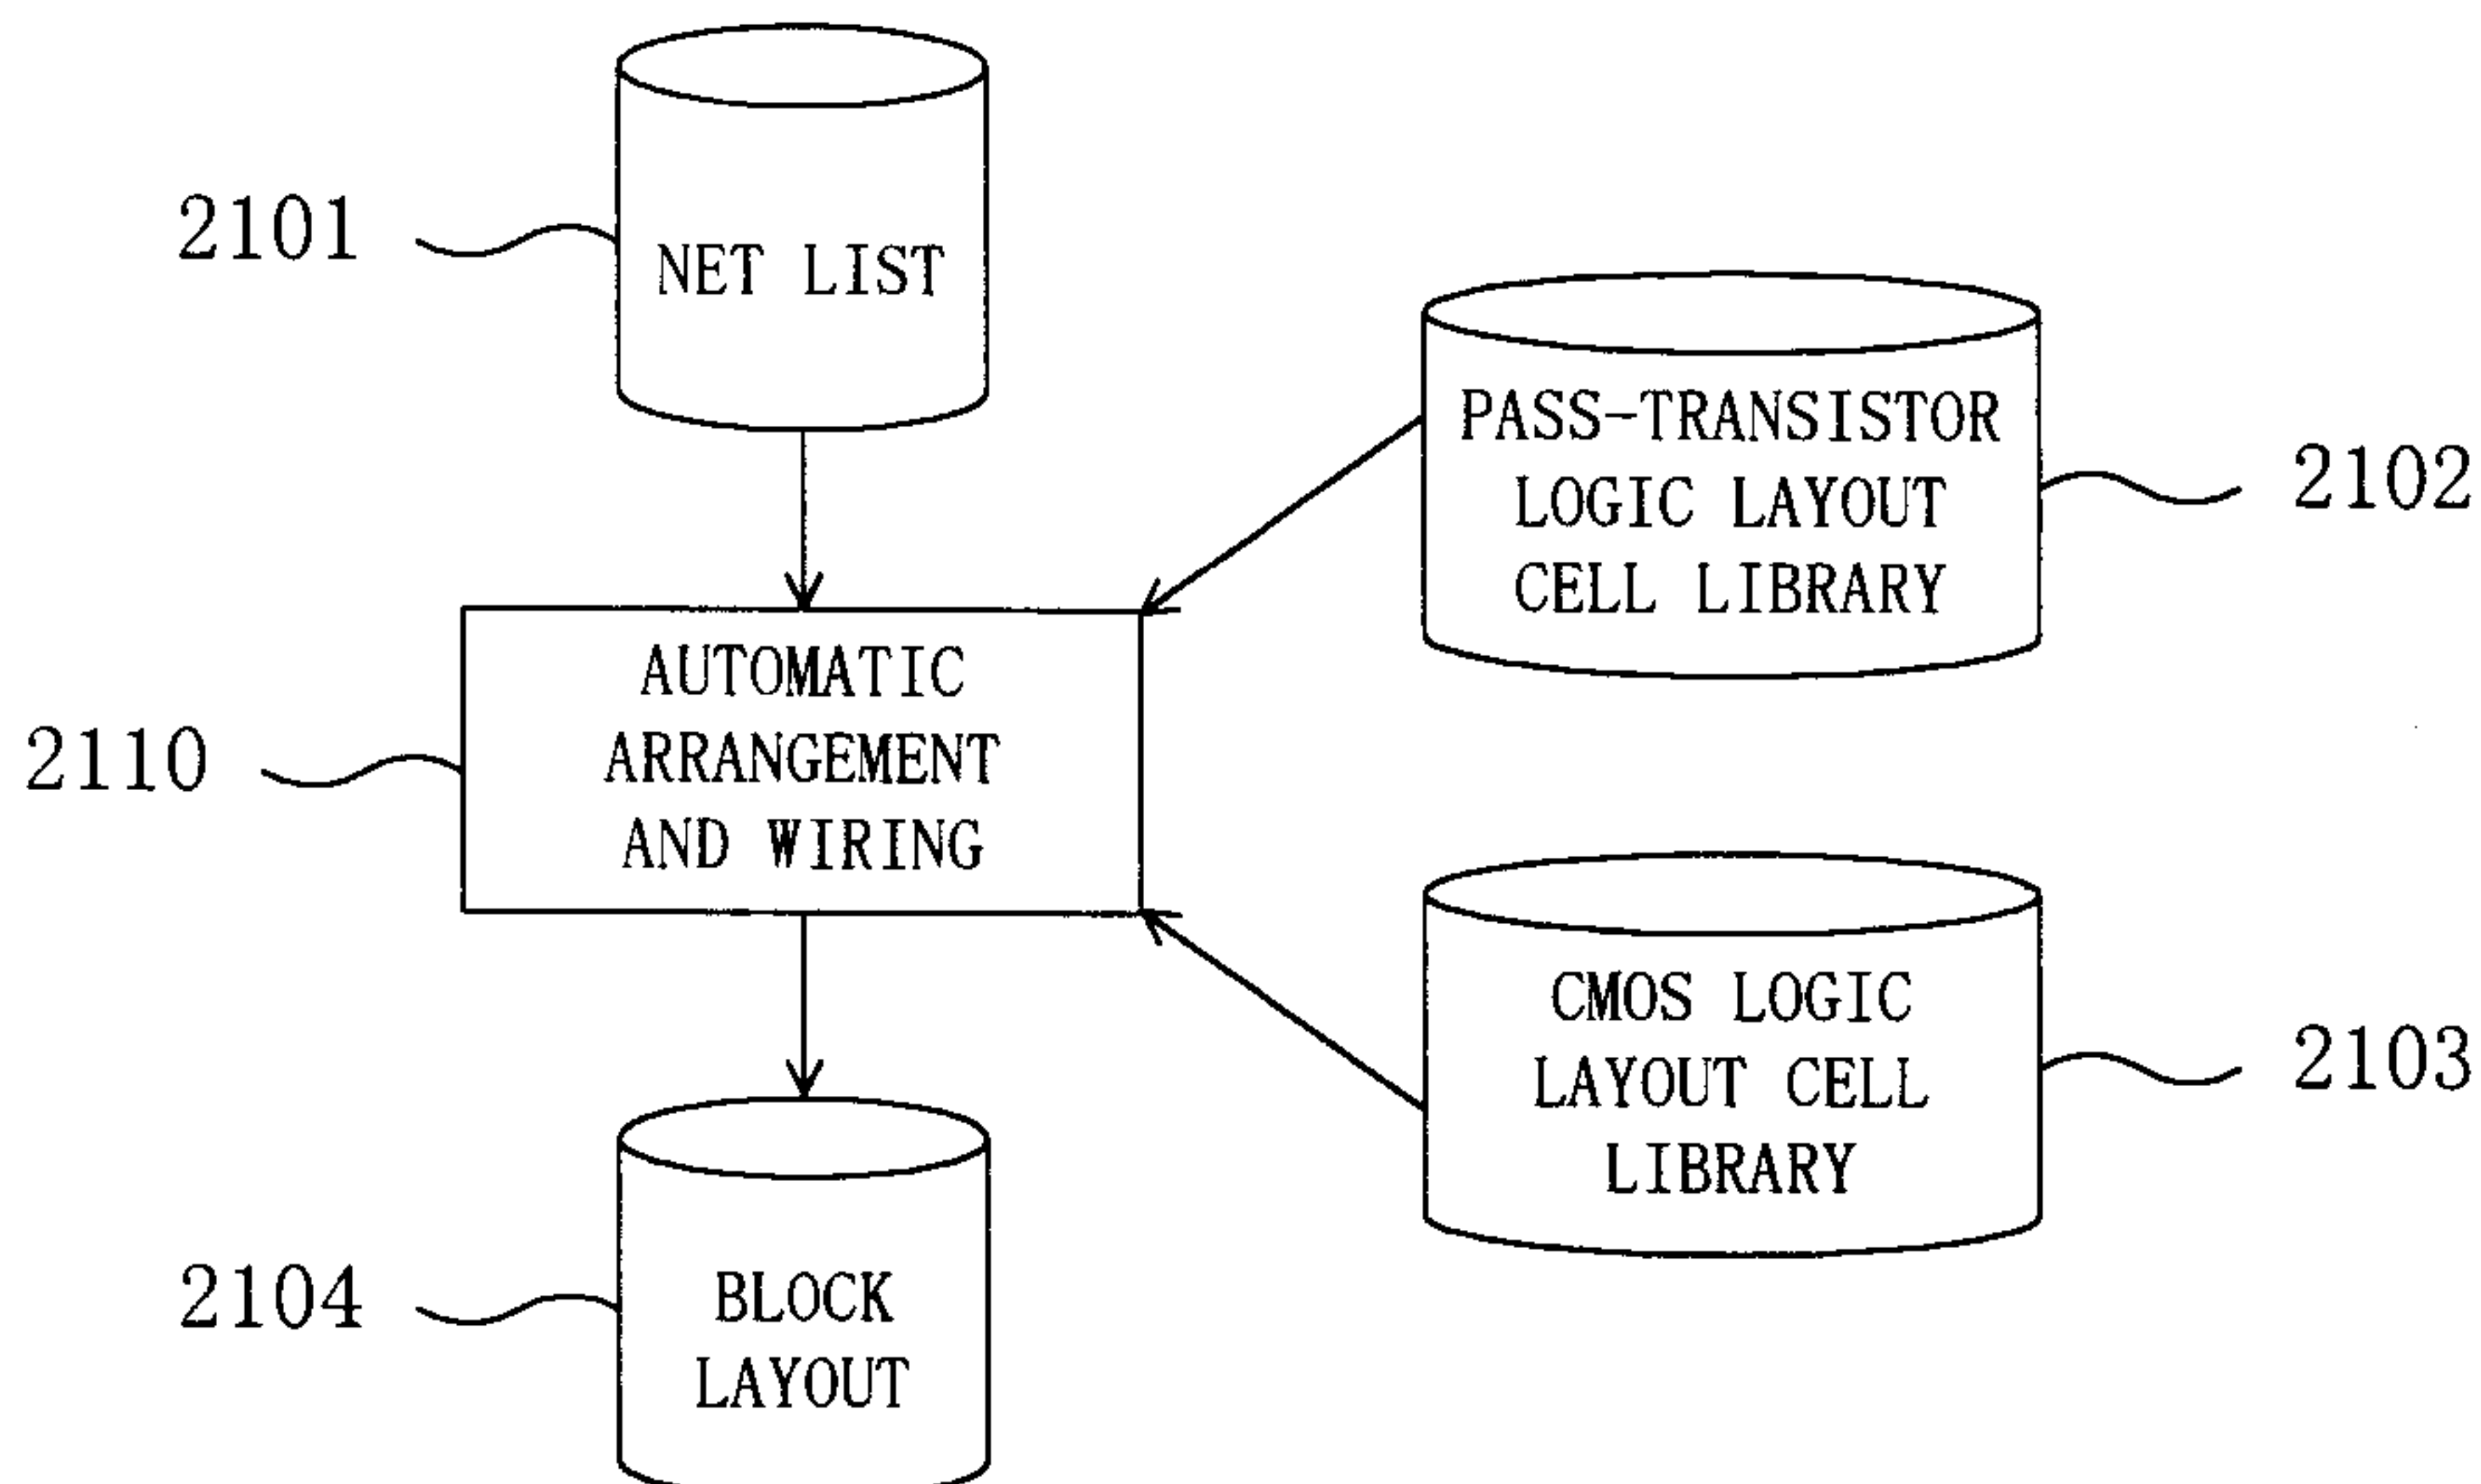 2101
NET LIST
PASS-TRANSISTOR
LOGIC LAYOUT
CELL LIBRARY
2102
2110
AUTOMATIC
ARRANGEMENT
AND WIRING
CMOS LOGIC
LAYOUT CELL
LIBRARY
2103
2104
BLOCK
LAYOUT